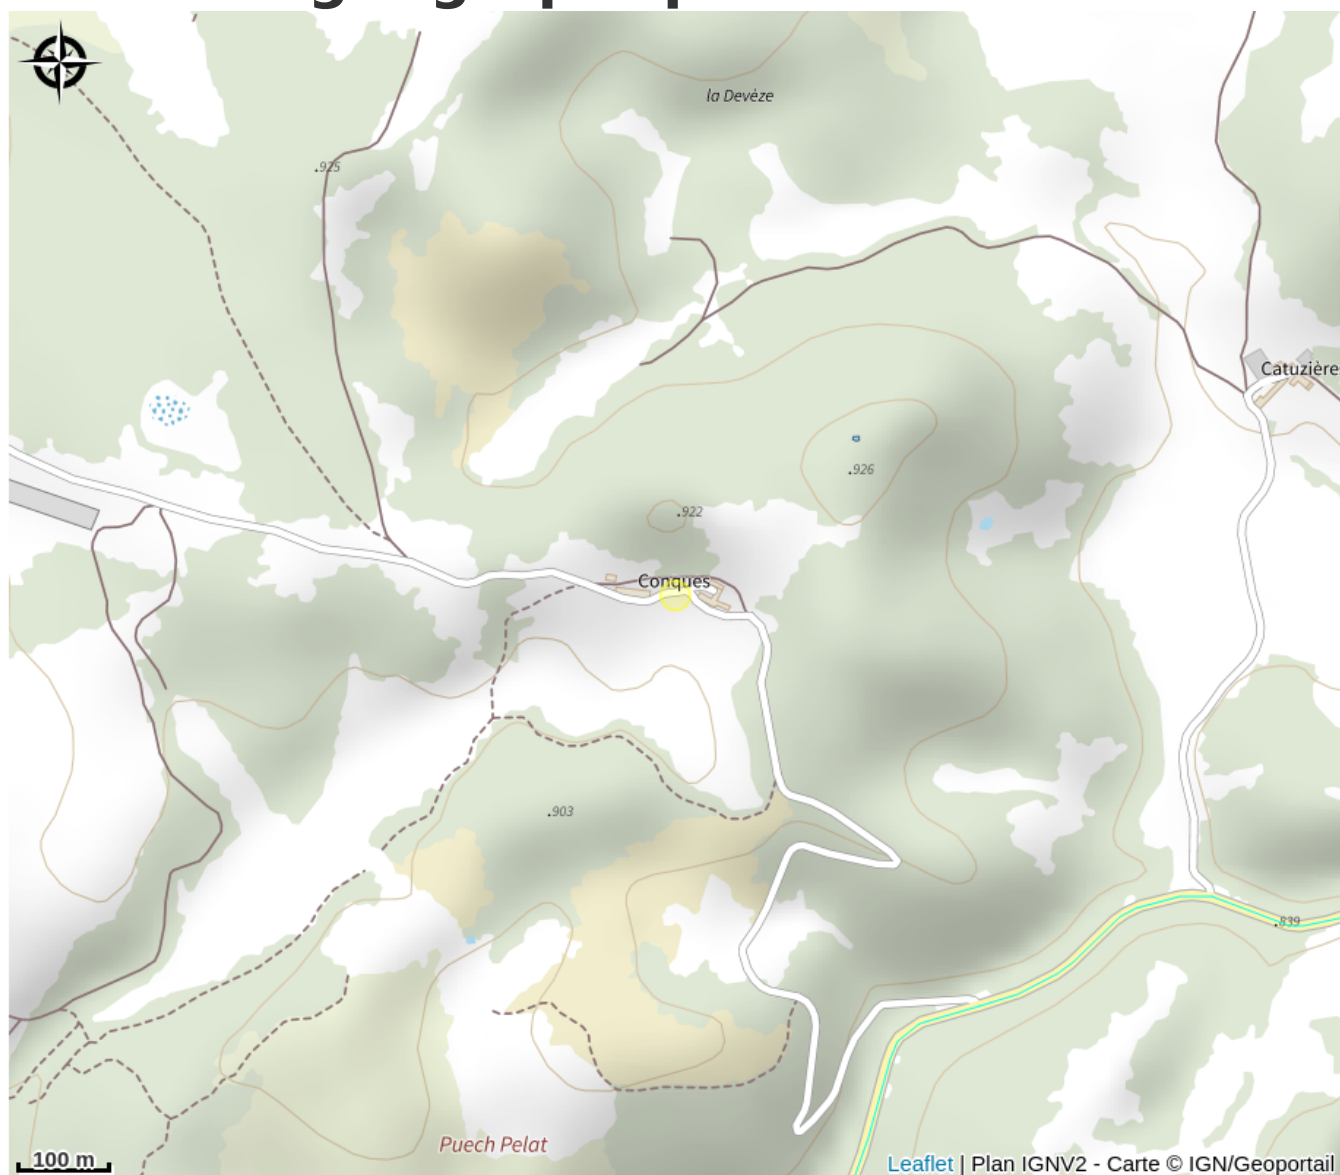 la Devèze
.925
Catuzière
.926
.922
Conques
.903
.839
Puech Pelat
100 m
Leaflet | Plan IGNV2 - Carte © IGN/Geoportail